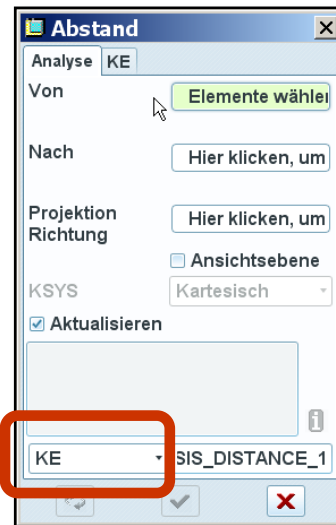 Abstand
Analyse KE
Von Elemente wähler
Nach Hier klicken, um
Projektion Richtung Hier klicken, um
Ansichtsebene
KSYS Kartesisch
Aktualisieren
KE SIS_DISTANCE_1